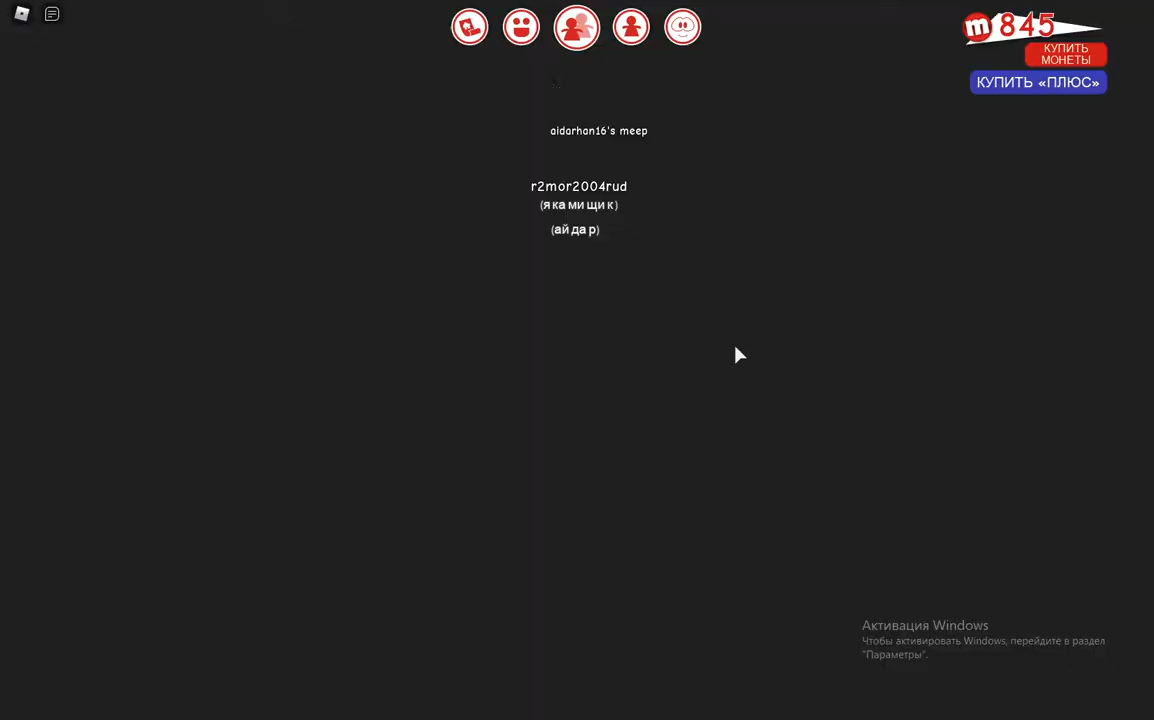 m 845
КУПИТЬ
МОНЕТЫ
КУПИТЬ «ПЛЮС»
aidarhan16's meep
r2mor2004rud
(я ка ми щи к)
(ай да р)
Активация Windows
Чтобы активировать Windows, перейдите в раздел
"Параметры".